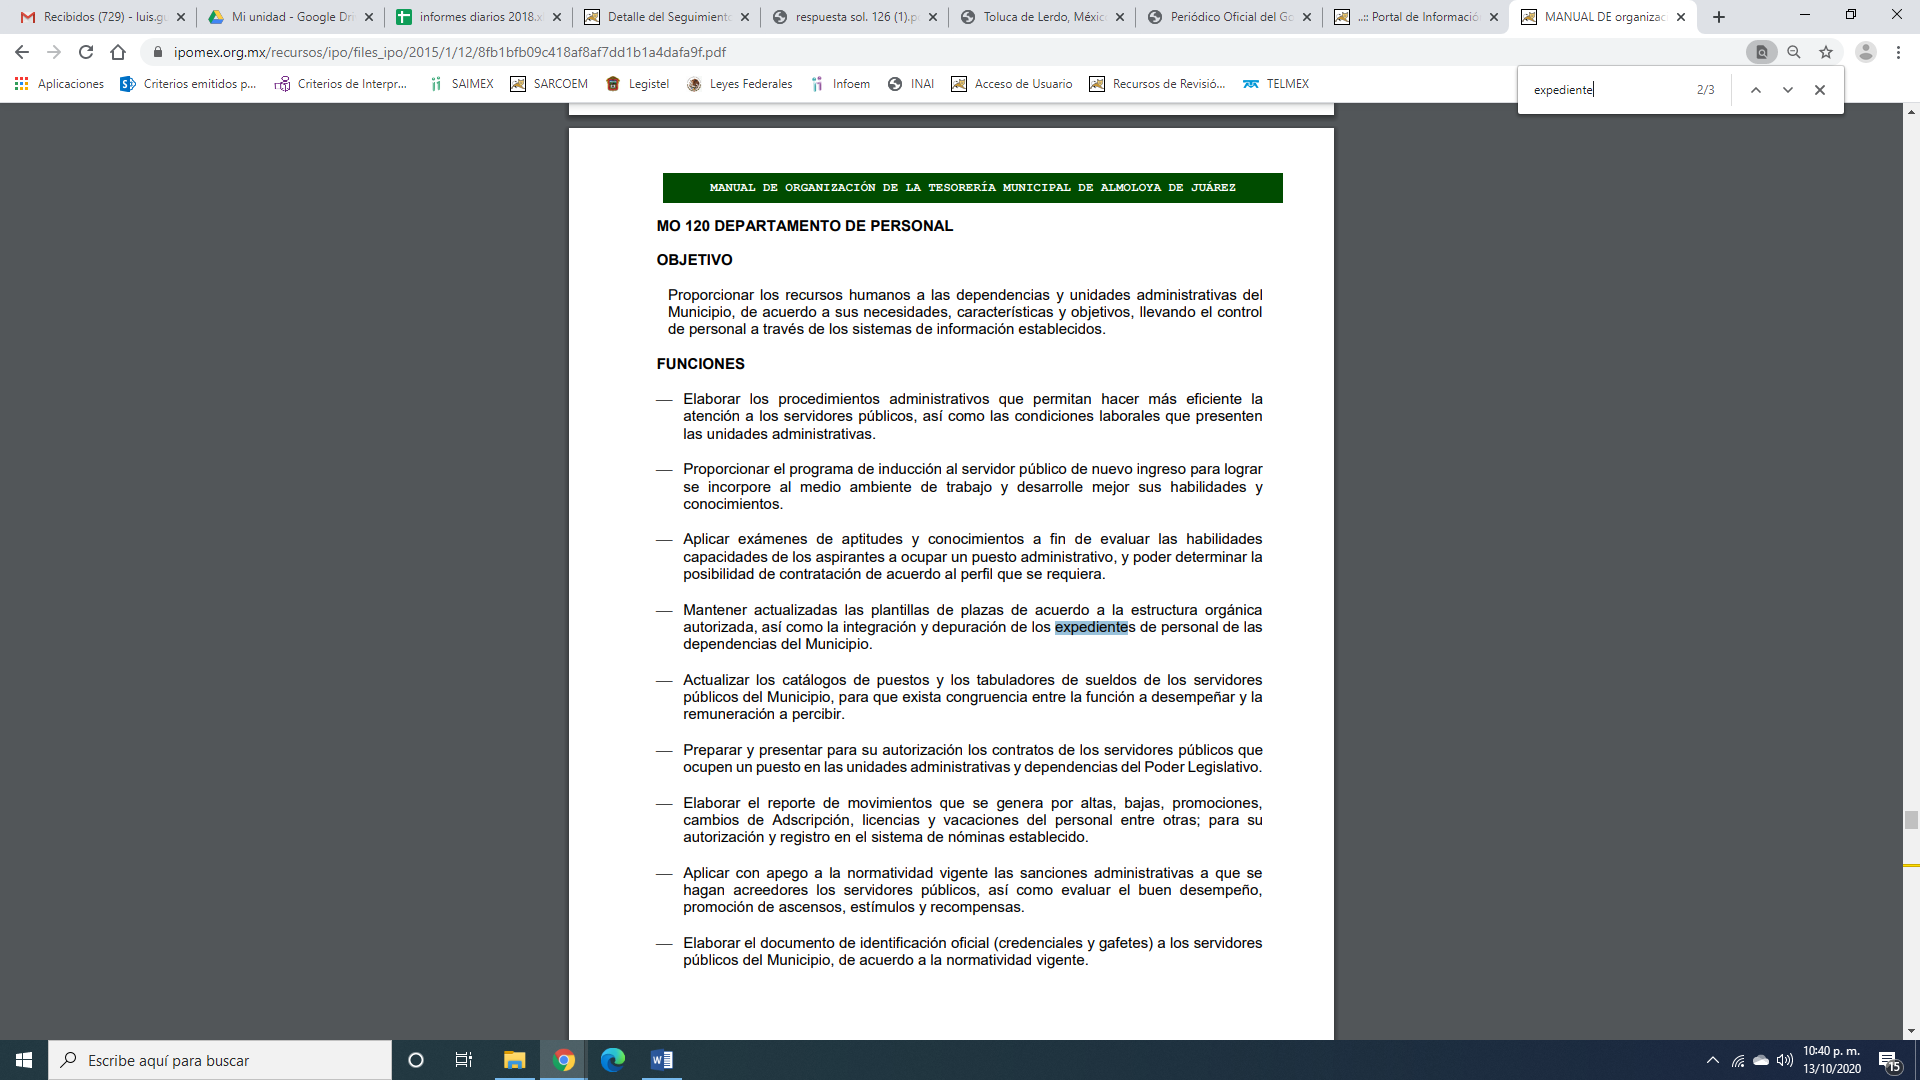 Recibidos (729) - luis.gu
Mi unidad - Google Dri
informes diarios 2018.x
Detalle del Seguimiento
respuesta sol. 126 (1).p
Toluca de Lerdo, Méxic
Periódico Oficial del Go
..:: Portal de Informació
MANUAL DE organizac
ipomex.org.mx/recursos/ipo/files_ipo/2015/1/12/8fb1bfb09c418af8af7dd1b1a4dafa9f.pdf
Aplicaciones
Criterios emitidos p...
Criterios de Interpr...
SAIMEX
SARCOEM
Legistel
Leyes Federales
Infoem
INAI
Acceso de Usuario
Recursos de Revisió...
TELMEX
expediente
2/3
MANUAL DE ORGANIZACIÓN DE LA TESORERÍA MUNICIPAL DE ALMOLOYA DE JUÁREZ
MO 120 DEPARTAMENTO DE PERSONAL
OBJETIVO
Proporcionar los recursos humanos a las dependencias y unidades administrativas del
Municipio, de acuerdo a sus necesidades, características y objetivos, llevando el control
de personal a través de los sistemas de información establecidos.
FUNCIONES
— Elaborar los procedimientos administrativos que permitan hacer más eficiente la
atención a los servidores públicos, así como las condiciones laborales que presenten
las unidades administrativas.
— Proporcionar el programa de inducción al servidor público de nuevo ingreso para lograr
se incorpore al medio ambiente de trabajo y desarrolle mejor sus habilidades y
conocimientos.
— Aplicar exámenes de aptitudes y conocimientos a fin de evaluar las habilidades
capacidades de los aspirantes a ocupar un puesto administrativo, y poder determinar la
posibilidad de contratación de acuerdo al perfil que se requiera.
— Mantener actualizadas las plantillas de plazas de acuerdo a la estructura orgánica
autorizada, así como la integración y depuración de los expedientes de personal de las
dependencias del Municipio.
— Actualizar los catálogos de puestos y los tabuladores de sueldos de los servidores
públicos del Municipio, para que exista congruencia entre la función a desempeñar y la
remuneración a percibir.
— Preparar y presentar para su autorización los contratos de los servidores públicos que
ocupen un puesto en las unidades administrativas y dependencias del Poder Legislativo.
— Elaborar el reporte de movimientos que se genera por altas, bajas, promociones,
cambios de Adscripción, licencias y vacaciones del personal entre otras; para su
autorización y registro en el sistema de nóminas establecido.
— Aplicar con apego a la normatividad vigente las sanciones administrativas a que se
hagan acreedores los servidores públicos, así como evaluar el buen desempeño,
promoción de ascensos, estímulos y recompensas.
— Elaborar el documento de identificación oficial (credenciales y gafetes) a los servidores
públicos del Municipio, de acuerdo a la normatividad vigente.
Escribe aquí para buscar
10:40 p. m.
13/10/2020
15